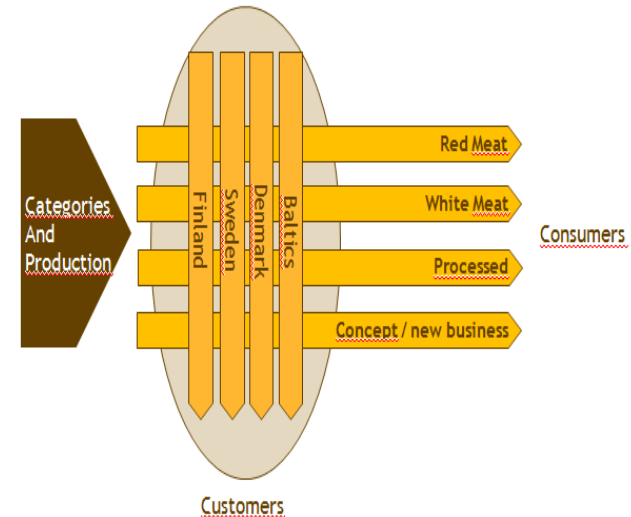 Categories
And
Production
Finland
Sweden
Denmark
Baltics
Red Meat
White Meat
Processed
Concept / new business
Consumers
Customers